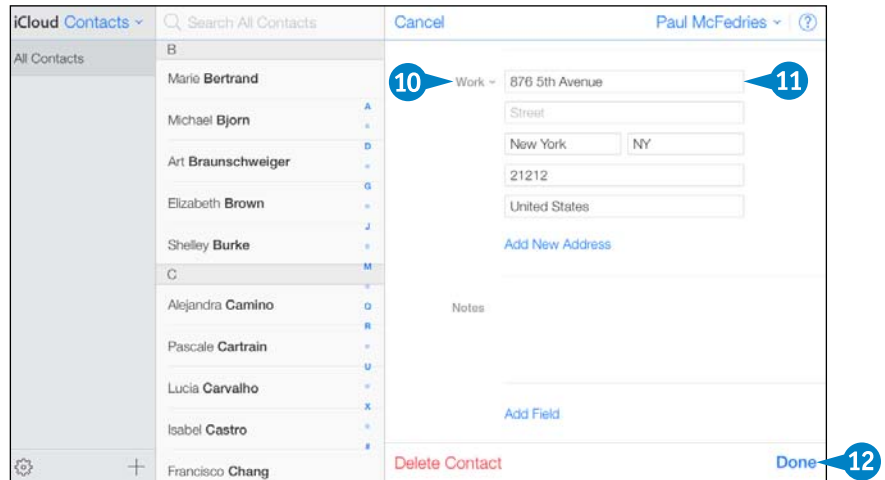 iCloud Contacts
Search All Contacts
Cancel
Paul McFedries
?
All Contacts
B
Marie Bertrand
Michael Bjorn
Art Braunschweiger
Elizabeth Brown
Shelley Burke
C
Alejandra Camino
Pascale Cartrain
Lucia Carvalho
Isabel Castro
Francisco Chang
A
D
G
J
M
O
R
U
X
#
10
Work
876 5th Avenue
11
Street
New York
NY
21212
United States
Add New Address
Notes
Add Field
Delete Contact
Done
12